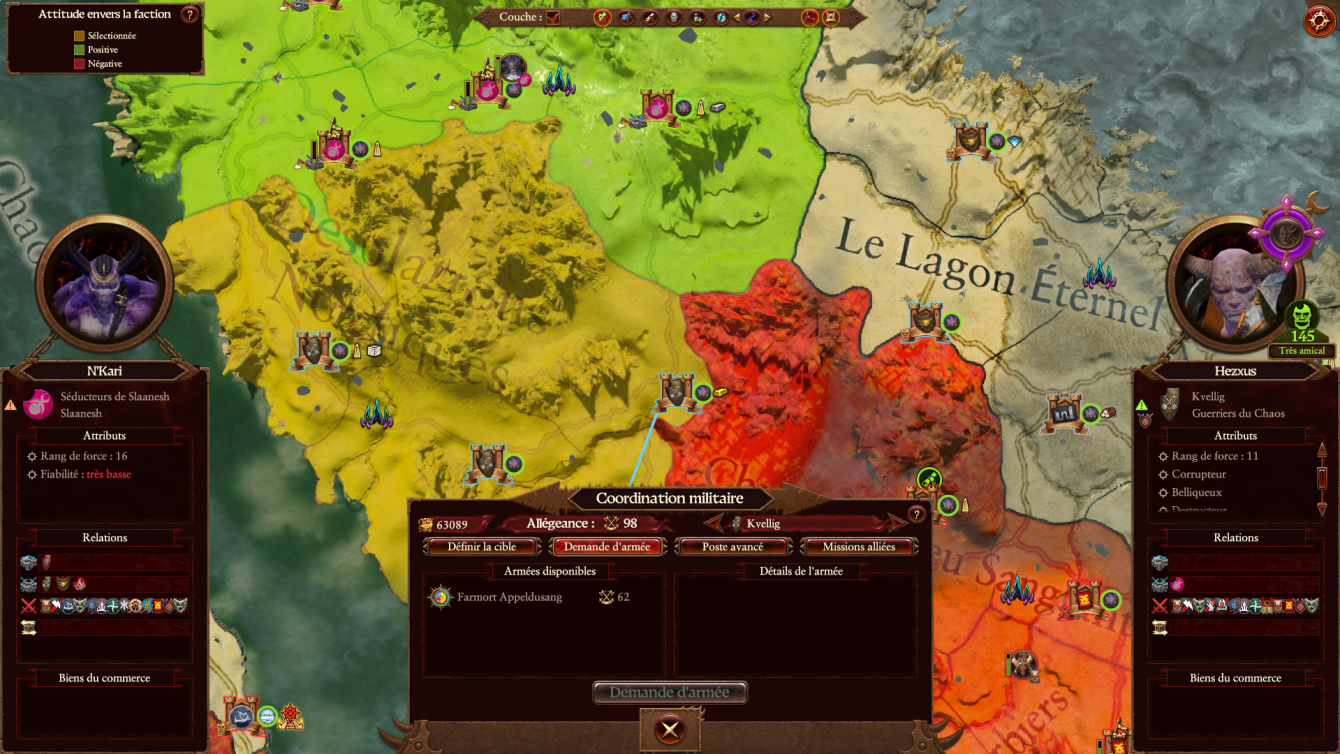 Attitude envers la faction
?
Sélectionnée
Positive
Négative
Couche :
Le Lagon Éternel
N'Kari
Séducteurs de Slaanesh
Slaanesh
Attributs
Rang de force : 16
Fiabilité : très basse
Relations
Biens du commerce
145
Très amical
Hezxus
Kvellig
Guerriers du Chaos
Attributs
Rang de force : 11
Corrupteur
Belliqueux
Destructeur
Relations
Biens du commerce
Coordination militaire
63089
Allégeance :
98
Kvellig
?
Définir la cible
Demande d'armée
Poste avancé
Missions alliées
Armées disponibles
Détails de l'armée
Farmort Appeldusang
62
Demande d'armée